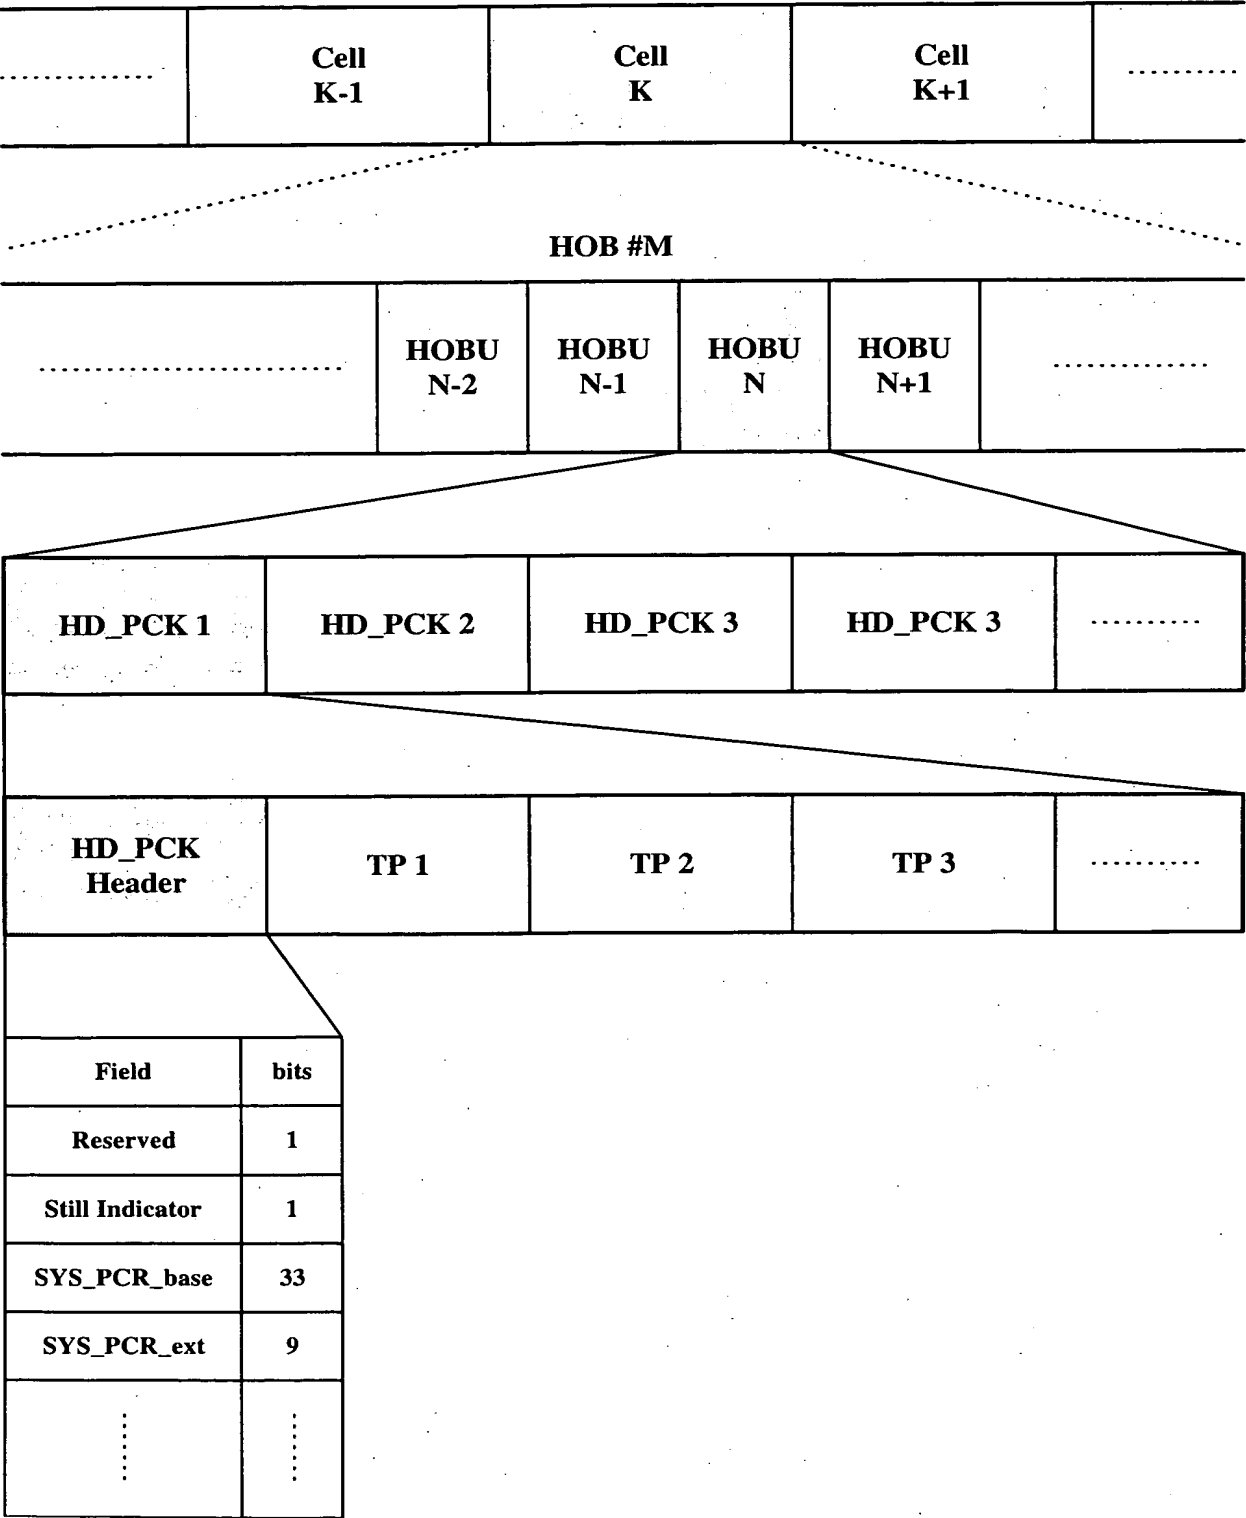 Cell
K-1
Cell
K
Cell
K+1
HOB #M
HOBU
N-2
HOBU
N-1
HOBU
N
HOBU
N+1
HD_PCK 1
HD_PCK 2
HD_PCK 3
HD_PCK 3
HD_PCK
Header
TP 1
TP 2
TP 3
Field
bits
Reserved
1
Still Indicator
1
SYS_PCR_base
33
SYS_PCR_ext
9